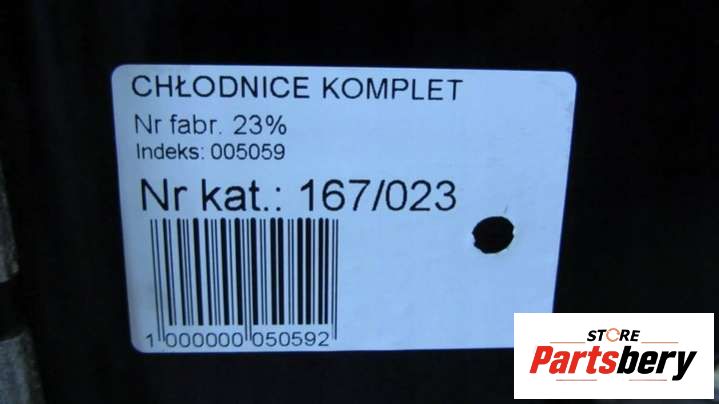 CHŁODNICE KOMPLET
Nr fabr. 23%
Indeks: 005059
Nr kat.: 167/023
1 000000 050592
STORE
Partsbery